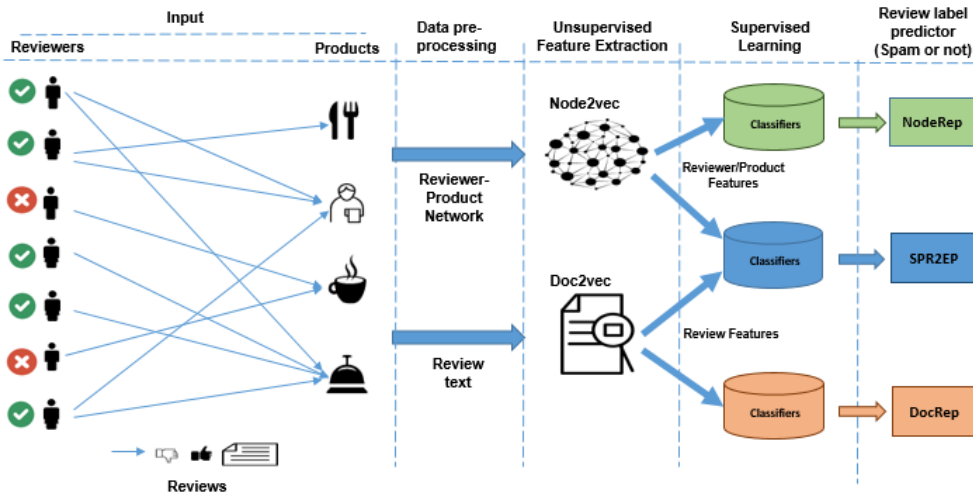 Input
Reviewers
Products
Data pre-
processing
Unsupervised
Feature Extraction
Supervised
Learning
Review label
predictor
(Spam or not)
Node2vec
Classifiers
NodeRep
Reviewer-
Product
Network
Reviewer/Product
Features
Classifiers
SPR2EP
Doc2vec
Review
text
Review Features
Classifiers
DocRep
Reviews